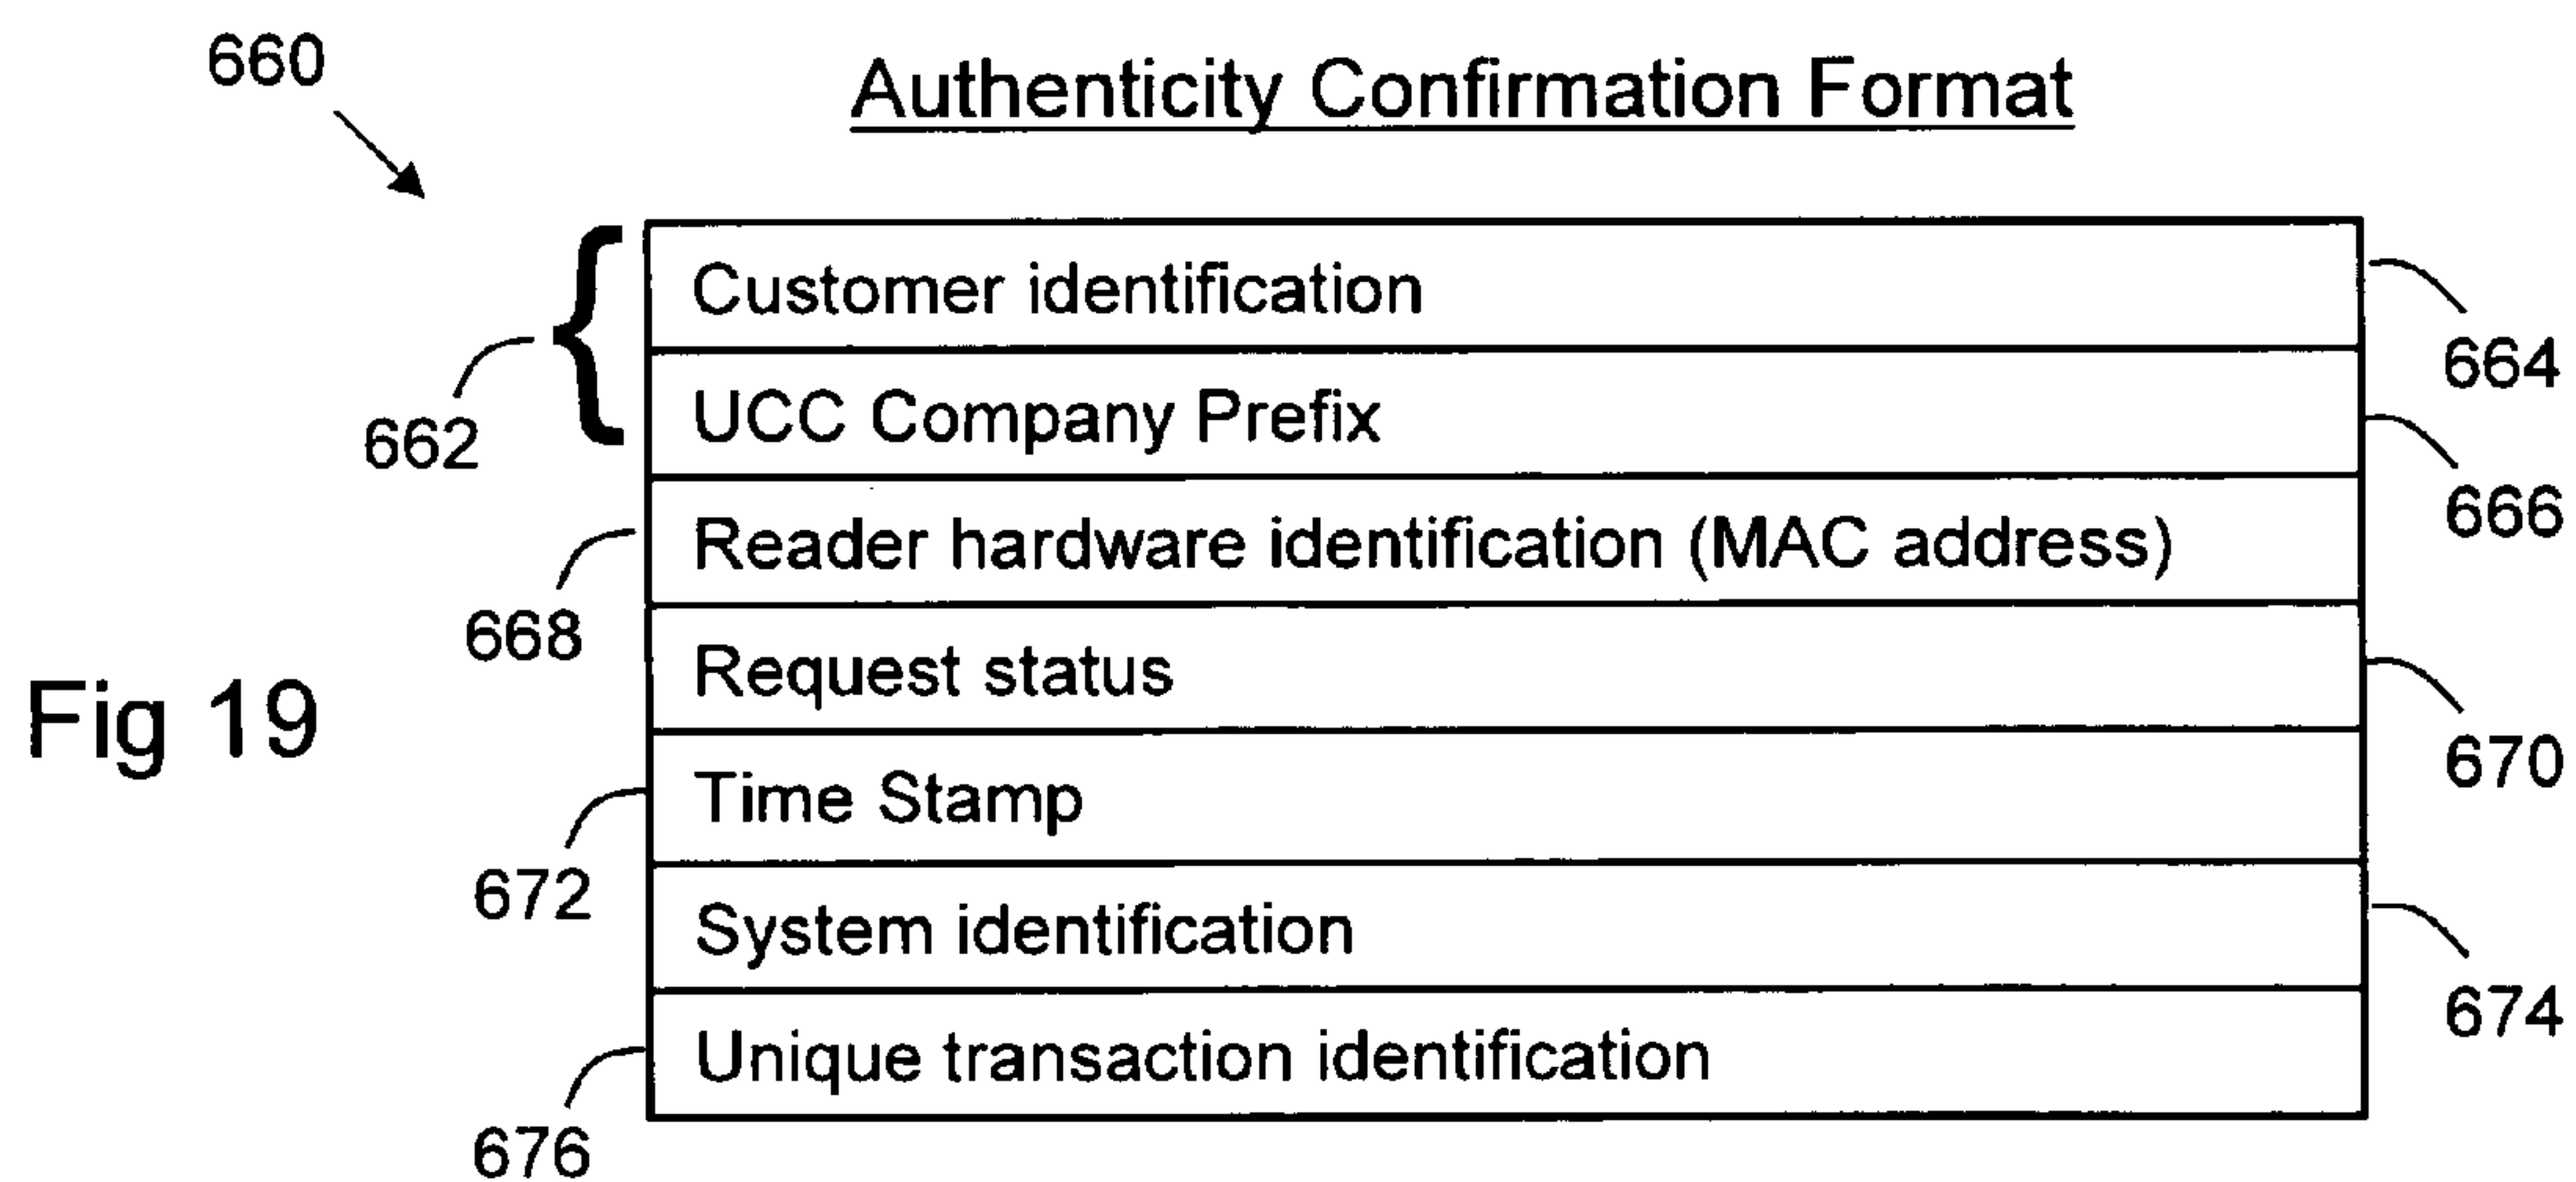 660
Authenticity Confirmation Format
Customer identification
664
662
UCC Company Prefix
666
Reader hardware identification (MAC address)
668
Request status
670
Fig 19
Time Stamp
672
System identification
674
Unique transaction identification
676